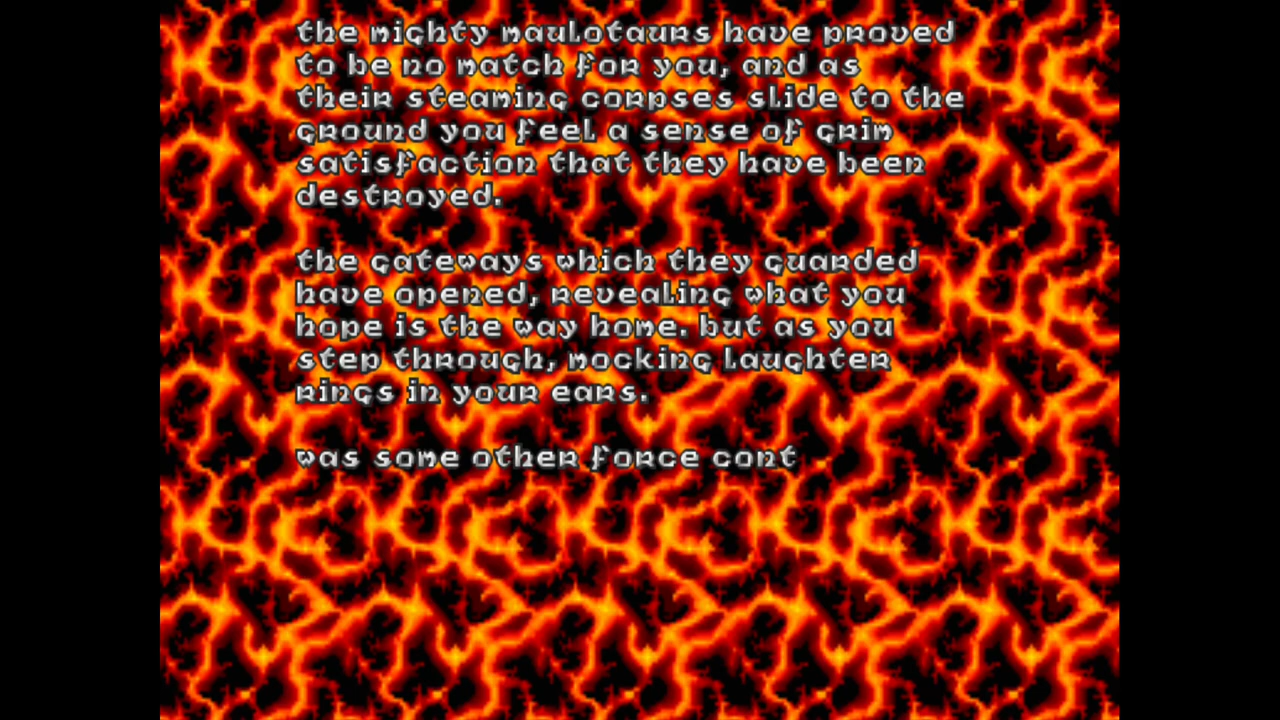 the mighty maulotaurs have proved
to be no match for you, and as
their steaming corpses slide to the
ground you feel a sense of grim
satisfaction that they have been
destroyed.
the gateways which they guarded
have opened, revealing what you
hope is the way home. but as you
step through, mocking laughter
rings in your ears.
was some other force cont